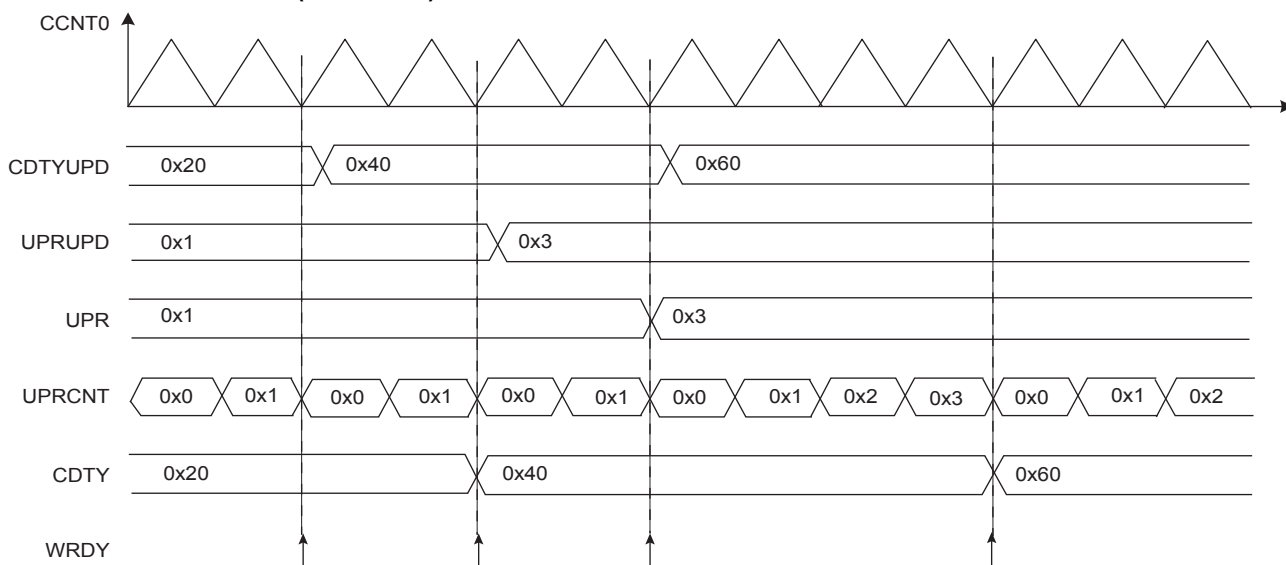 CCNT0
CDTYUPD 0x20 0x40 0x60
UPRUPD 0x1 0x3
UPR 0x1 0x3
UPRCNT 0x0 0x1 0x0 0x1 0x0 0x1 0x0 0x1 0x2 0x3 0x0 0x1 0x2
CDTY 0x20 0x40 0x60
WRDY